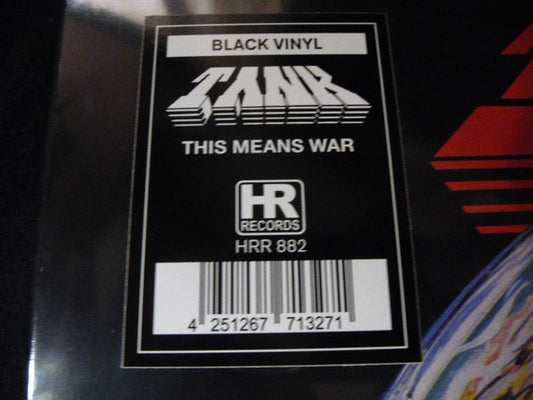 BLACK VINYL
TANK
THIS MEANS WAR
HR
RECORDS
HRR 882
4 251267 713271